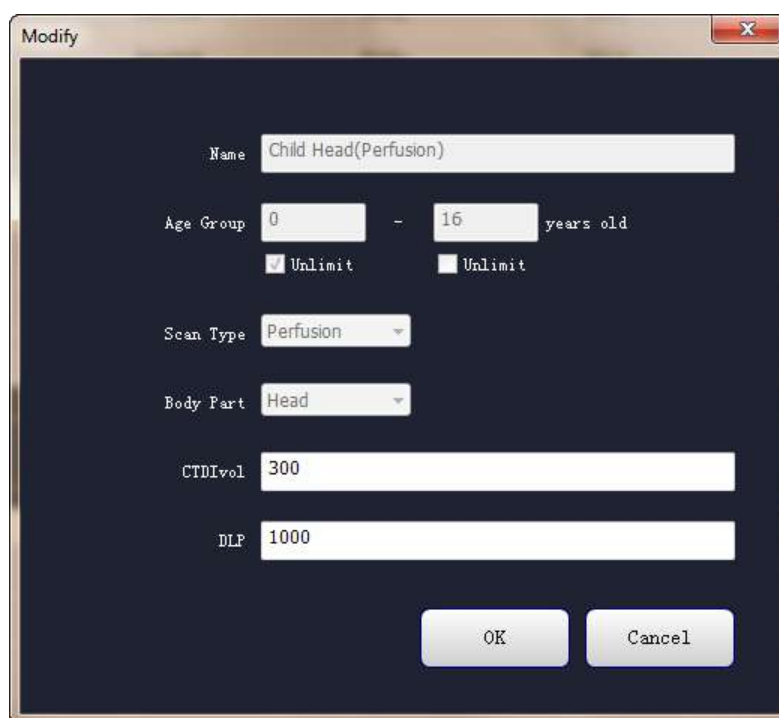 Modify
Name Child Head(Perfusion)
Age Group 0 - 16 years old
Unlimit Unlimit
Scan Type Perfusion
Body Part Head
CTDIvol 300
DLP 1000
OK Cancel